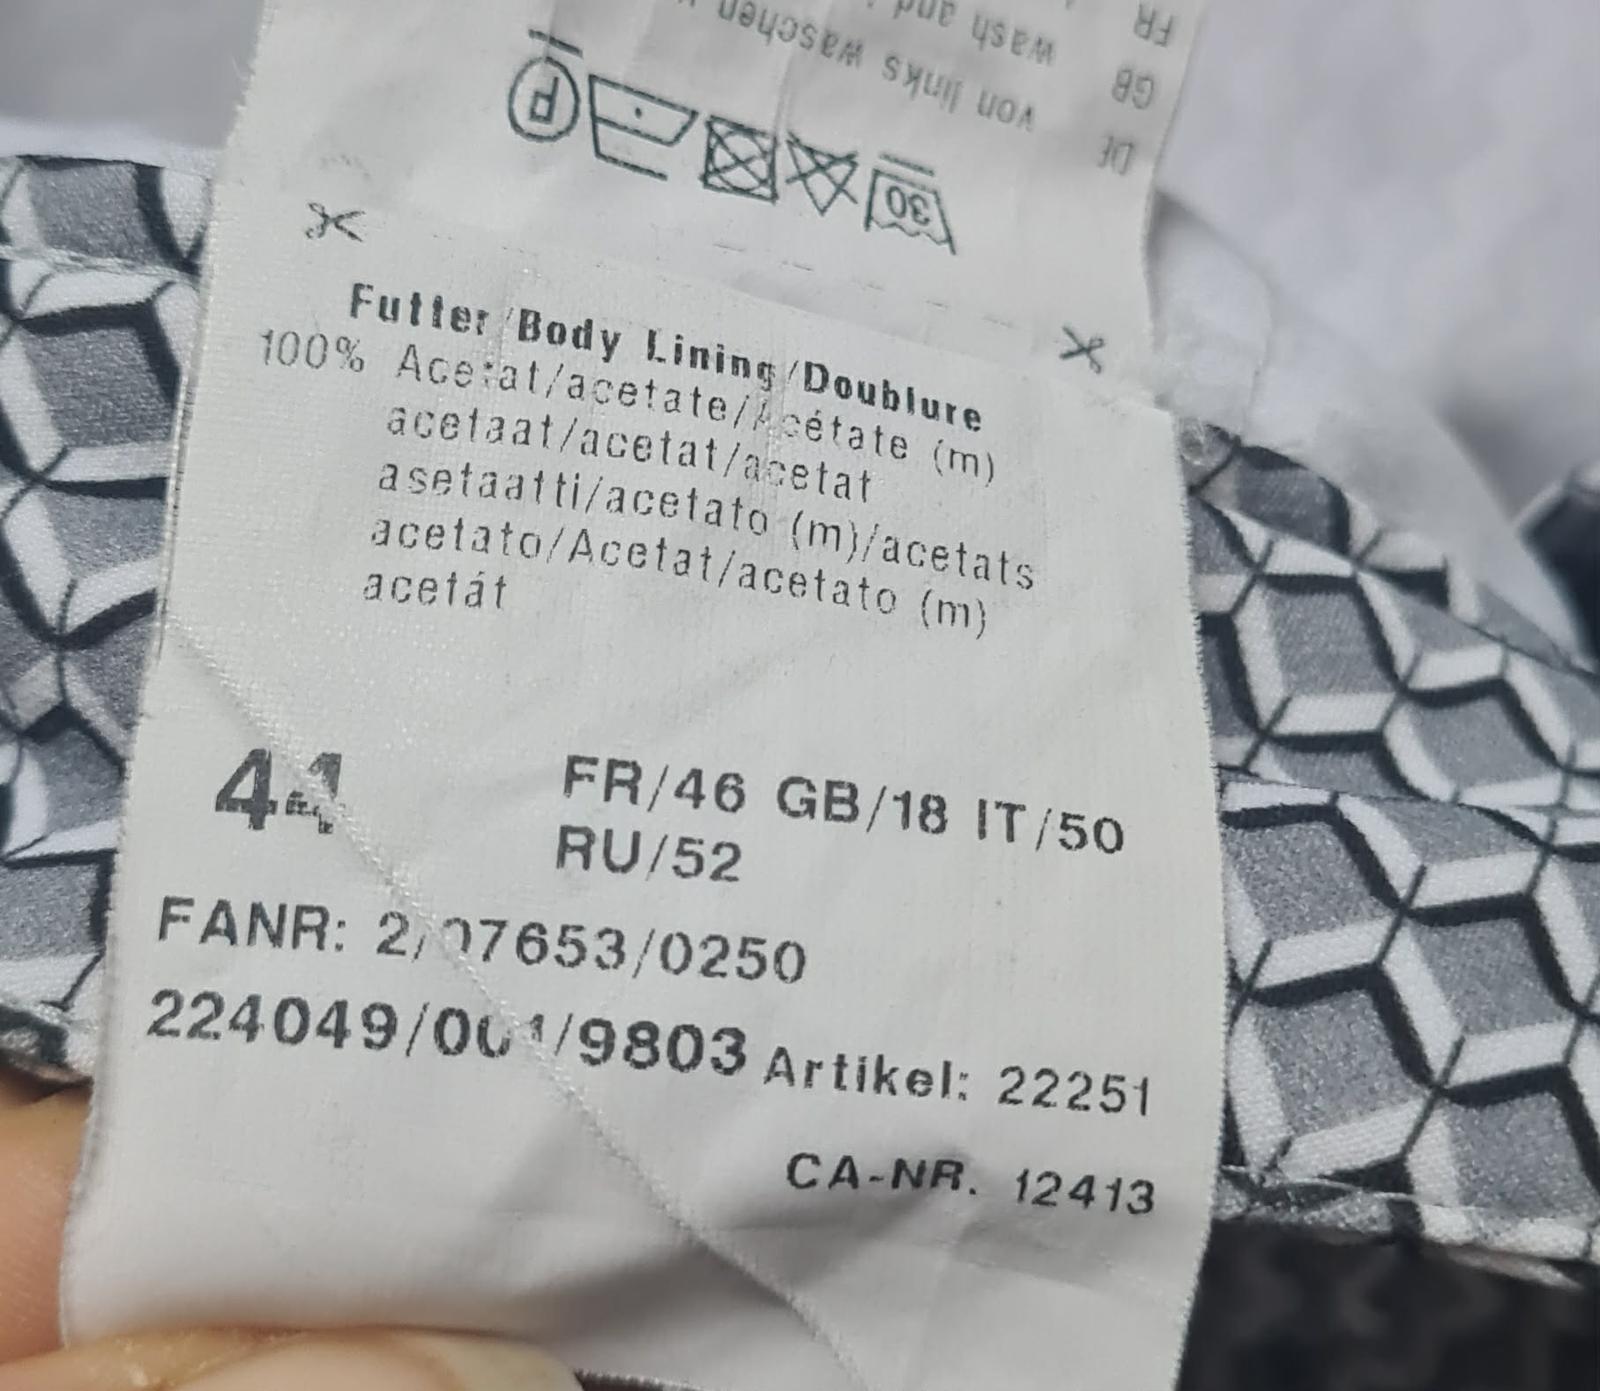 FR
wash and
GB
von links waschen
DE
P
30
Futter/Body Lining/Doublure
100% Acetat/acetate/Acétate (m)
acetaat/acetat/acetat
asetaatti/acetato (m)/acetats
acetato/Acetat/acetato (m)
acetát
44 FR/46 GB/18 IT/50
RU/52
FANR: 2/07653/0250
224049/001/9803 Artikel: 22251
CA-NR. 12413